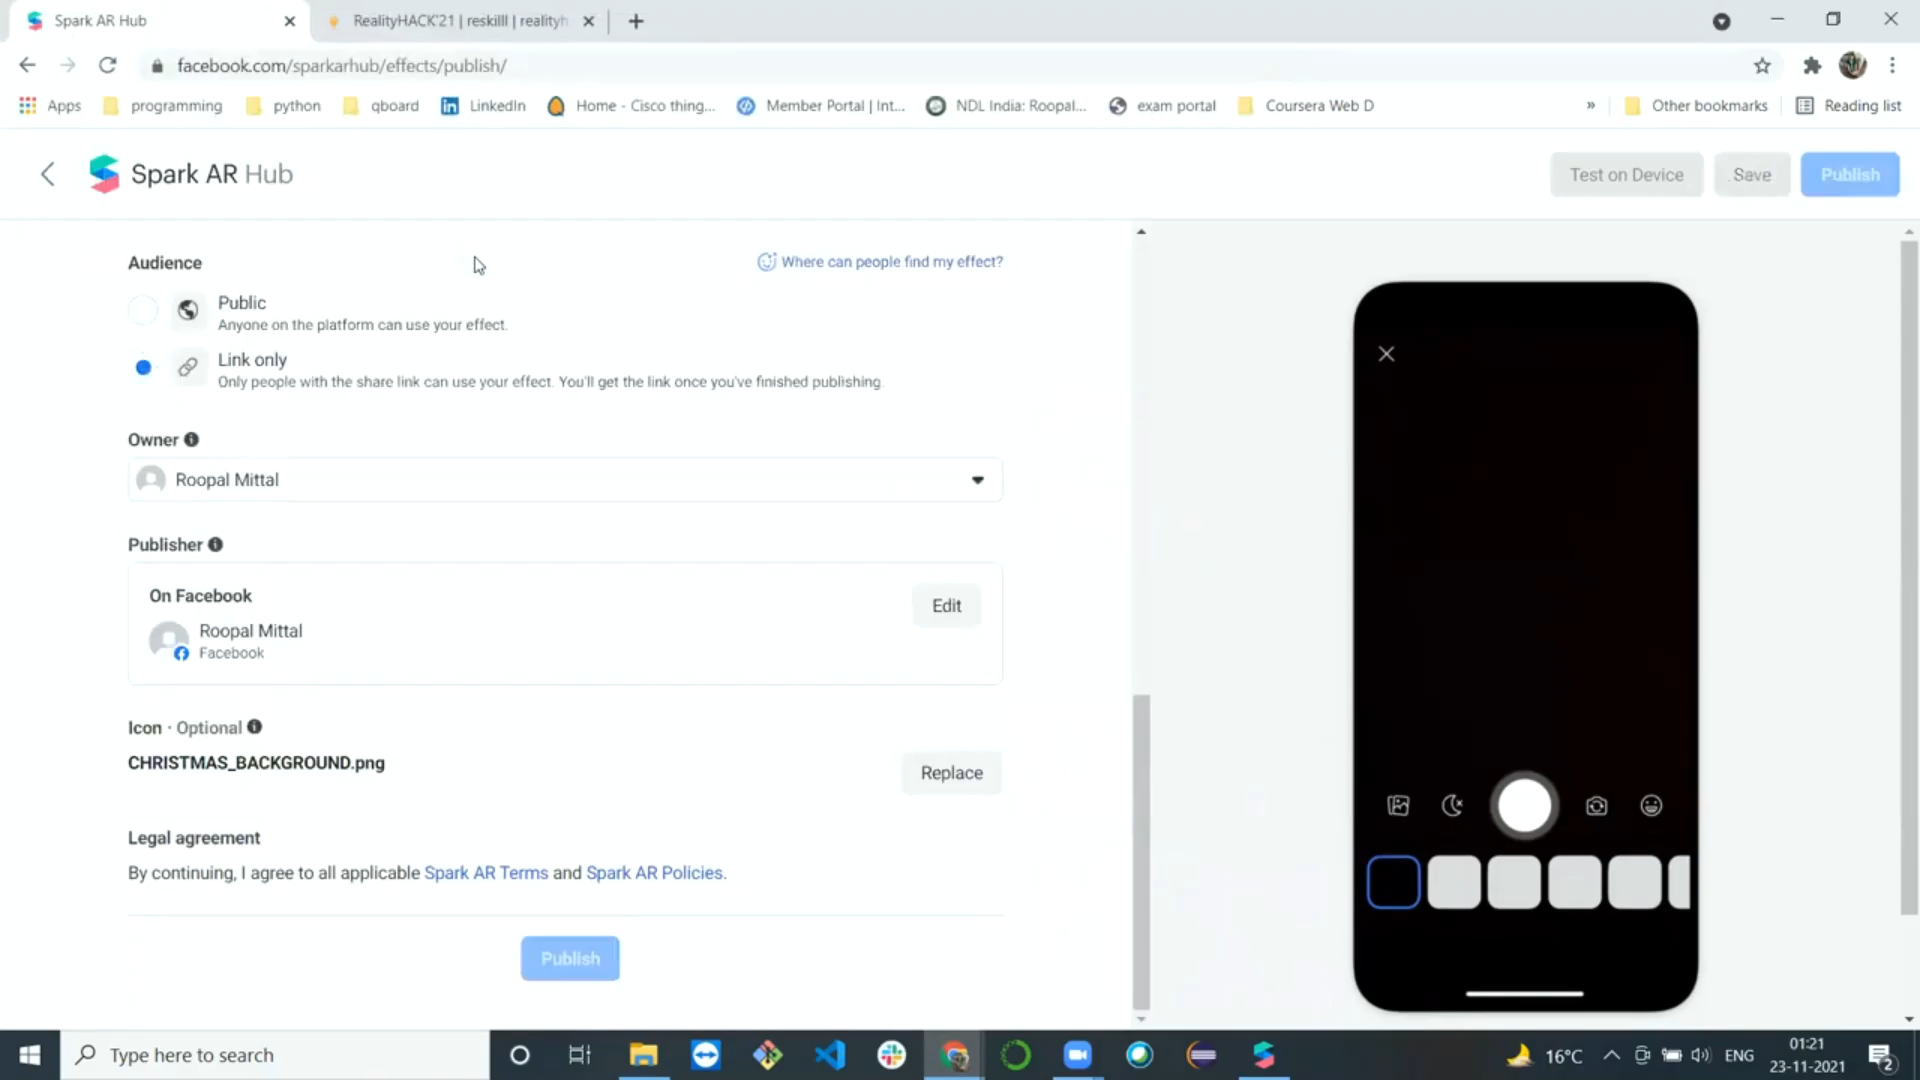 Spark AR Hub
RealityHACK'21 | reskilll | realityh
facebook.com/sparkarhub/effects/publish/
Apps programming python qboard LinkedIn Home - Cisco thing... Member Portal | Int... NDL India: Roopal... exam portal Coursera Web D » Other bookmarks Reading list
Spark AR Hub
Test on Device Save Publish
Audience
Where can people find my effect?
Public
Anyone on the platform can use your effect.
Link only
Only people with the share link can use your effect. You'll get the link once you've finished publishing.
Owner
Roopal Mittal
Publisher
On Facebook
Edit
Roopal Mittal
Facebook
Icon · Optional
CHRISTMAS_BACKGROUND.png
Replace
Legal agreement
By continuing, I agree to all applicable Spark AR Terms and Spark AR Policies.
Publish
Type here to search
16°C
ENG
01:21
23-11-2021
2